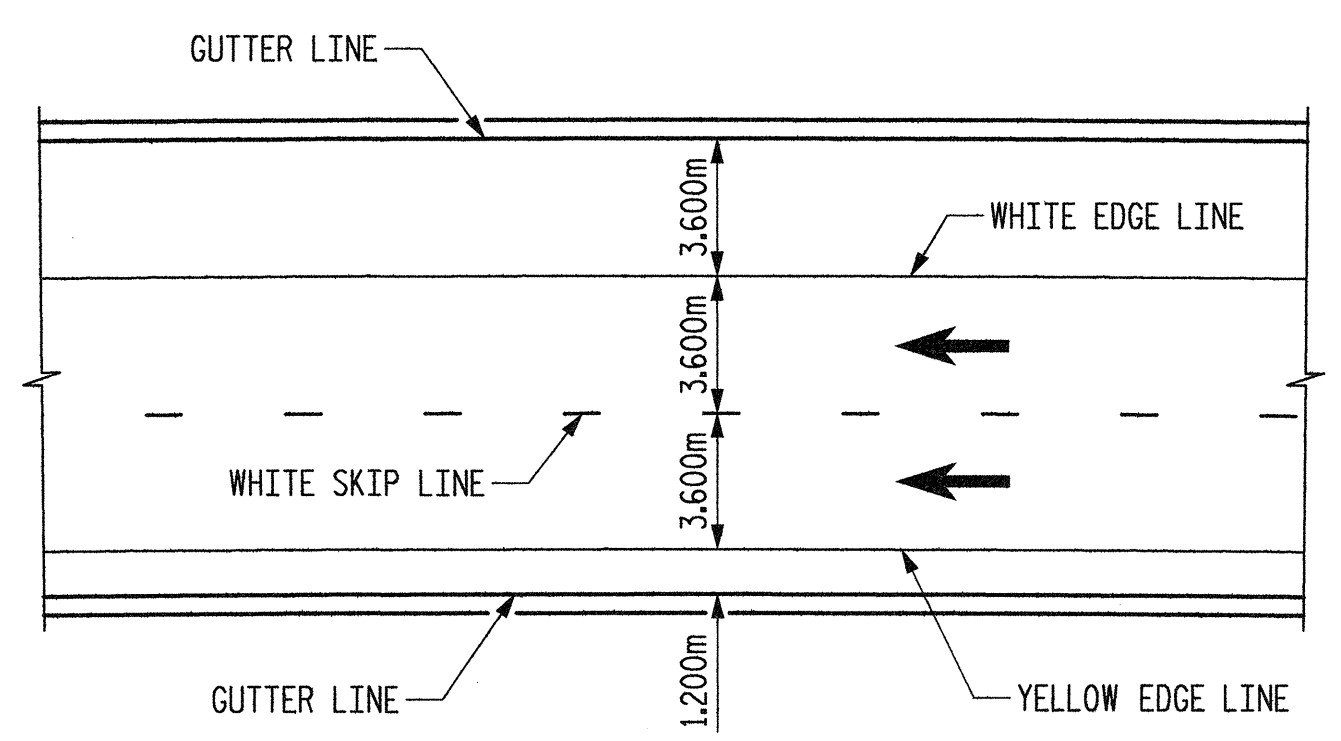 GUTTER LINE
3.600m
WHITE EDGE LINE
3.600m
WHITE SKIP LINE
3.600m
GUTTER LINE
1.200m
YELLOW EDGE LINE